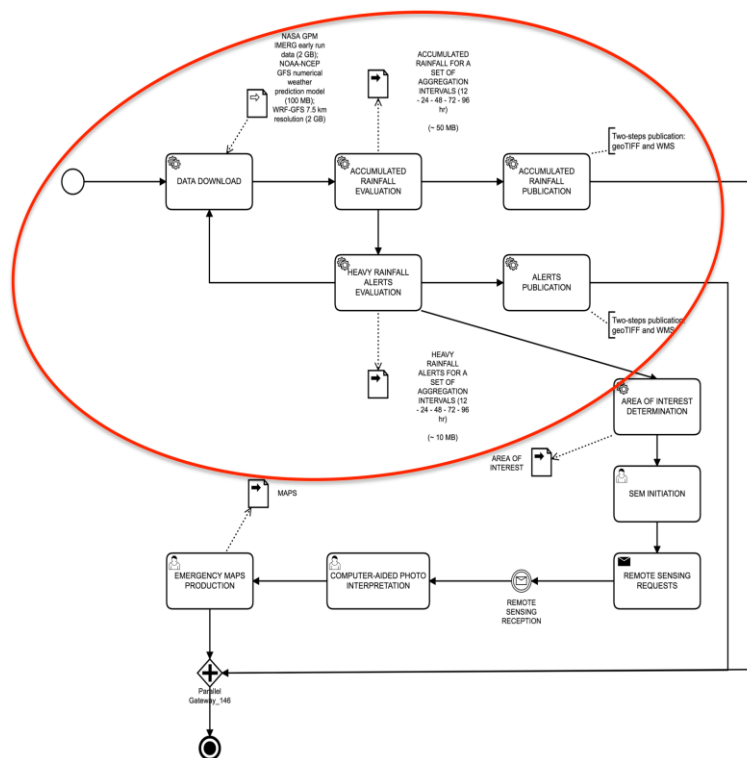 NASA GPM
IMERG early run
data (2 GB);
NOAA-NCEP
GFS numerical
weather
prediction model
(100 MB);
WRF-GFS 7.5 km
resolution (2 GB)
ACCUMULATED
RAINFALL FOR A
SET OF
AGGREGATION
INTERVALS (12
- 24 - 48 - 72 - 96
hr)
(~ 50 MB)
Two-steps publication:
geoTIFF and WMS
DATA DOWNLOAD
ACCUMULATED
RAINFALL
EVALUATION
ACCUMULATED
RAINFALL
PUBLICATION
HEAVY RAINFALL
ALERTS
EVALUATION
ALERTS
PUBLICATION
Two-steps publication:
geoTIFF and WMS
HEAVY
RAINFALL
ALERTS FOR A
SET OF
AGGREGATION
INTERVALS (12
- 24 - 48 - 72 - 96
hr)
(~ 10 MB)
AREA OF INTEREST
DETERMINATION
AREA OF
INTEREST
MAPS
SEM INITIATION
EMERGENCY MAPS
PRODUCTION
COMPUTER-AIDED PHOTO
INTERPRETATION
REMOTE
SENSING
RECEPTION
REMOTE SENSING
REQUESTS
Parallel
Gateway_146